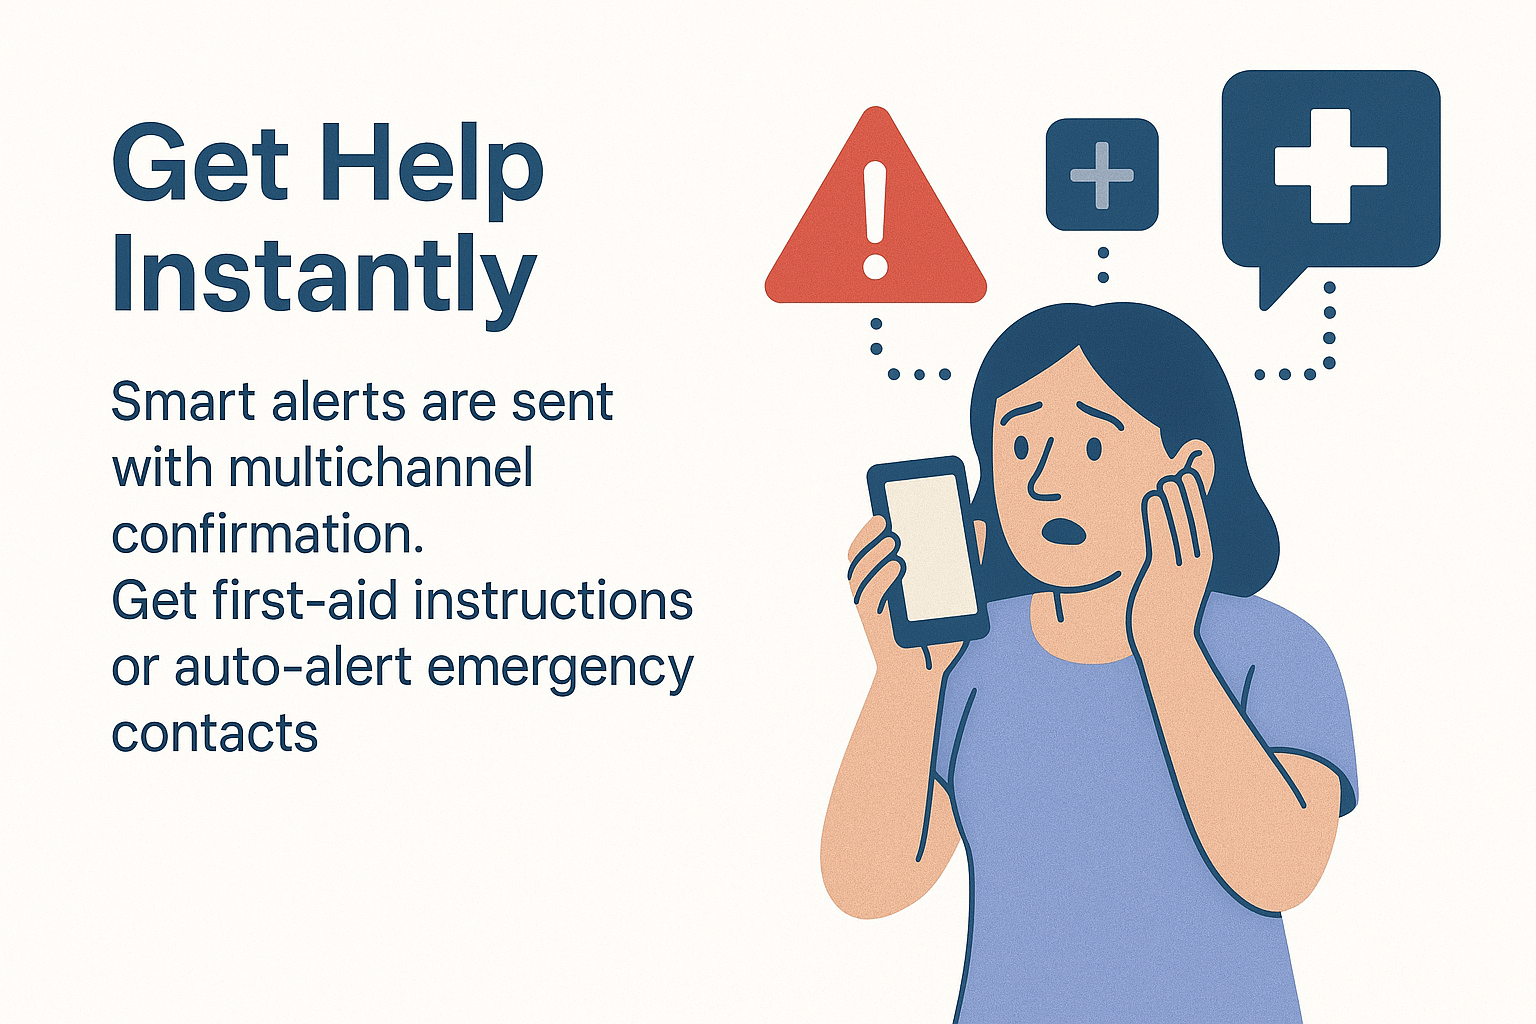 Get Help
Instantly
Smart alerts are sent
with multichannel
confirmation.
Get first-aid instructions
or auto-alert emergency
contacts